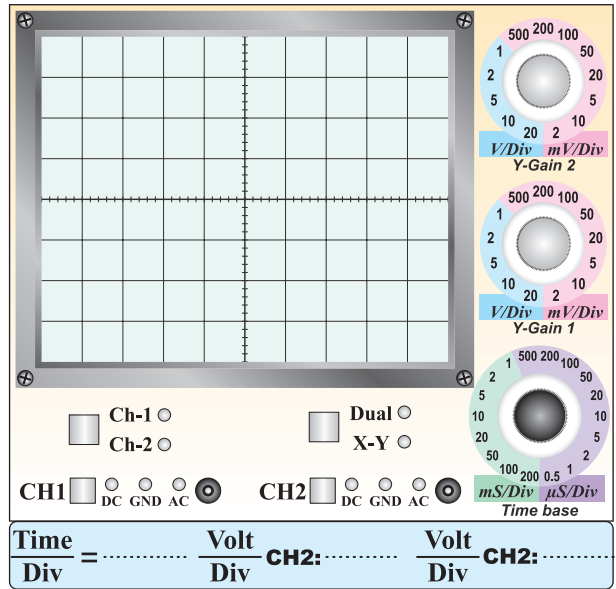 500 200 100
1 50
2 20
5 5
10 10
20 2
V/Div mV/Div
Y-Gain 2
500 200 100
1 50
2 20
5 5
10 10
20 2
V/Div mV/Div
Y-Gain 1
1 500 200 100
2 50
5 20
10 10
20 5
50 2
100 200 0.5 1
mS/Div µS/Div
Time base
Ch-1
Ch-2
Dual
X-Y
CH1 DC GND AC
CH2 DC GND AC
Time/Div = ............... Volt/Div CH2: ............... Volt/Div CH2: ...............